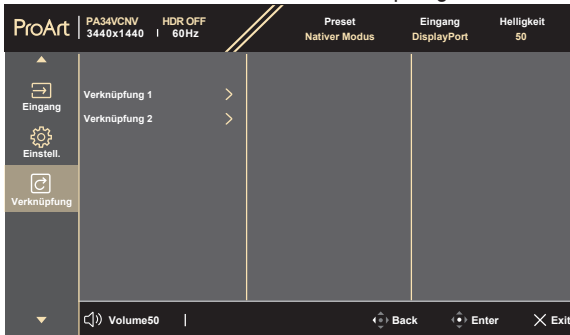 ProArt
PA34VCNV HDR OFF
3440x1440 | 60Hz
Preset Eingang Helligkeit
Nativer Modus DisplayPort 50
Eingang
Einstell.
Verknüpfung
Verknüpfung 1
Verknüpfung 2
Volume50 | Back Enter Exit